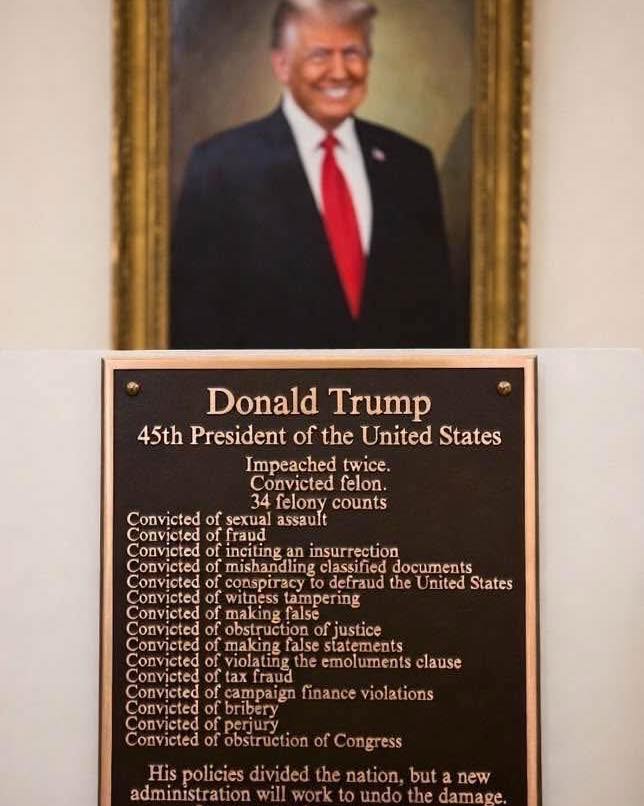 Donald Trump
45th President of the United States
Impeached twice.
Convicted felon.
34 felony counts
Convicted of sexual assault
Convicted of fraud
Convicted of inciting an insurrection
Convicted of mishandling classified documents
Convicted of conspiracy to defraud the United States
Convicted of witness tampering
Convicted of making false
Convicted of obstruction of justice
Convicted of making false statements
Convicted of violating the emoluments clause
Convicted of tax fraud
Convicted of campaign finance violations
Convicted of bribery
Convicted of perjury
Convicted of obstruction of Congress
His policies divided the nation, but a new
administration will work to undo the damage.